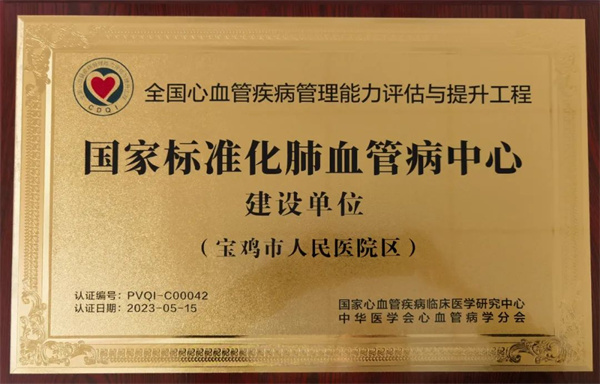 CDQI
全国心血管疾病管理能力评估与提升工程
国家标准化肺血管病中心
建设单位
（宝鸡市人民医院区）
认证编号：PVQI-C00042
认证日期：2023-05-15
国家心血管疾病临床医学研究中心
中华医学会心血管病学分会